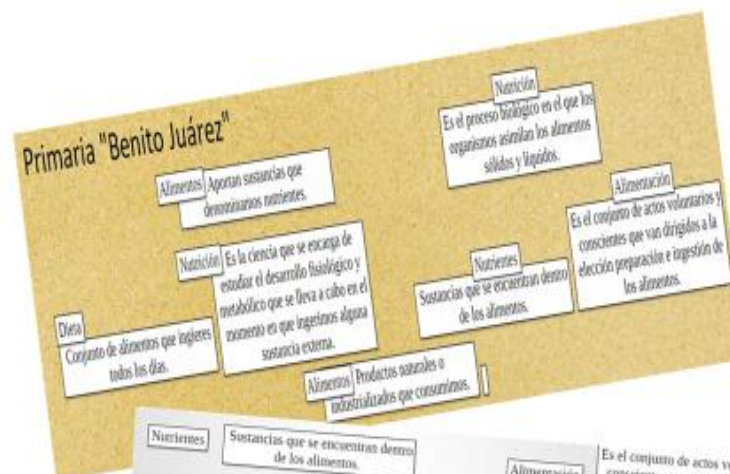 Primaria "Benito Juárez"
Nutrición
Es el proceso biológico en el que los
organismos asimilan los alimentos
sólidos y líquidos.
Alimentos
Aportan sustancias que
denominamos nutrientes.
Alimentación
Es el conjunto de actos voluntarios y
conscientes que van dirigidos a la
elección preparación e ingestión de
los alimentos.
Nutrición
Es la ciencia que se encarga de
estudiar el desarrollo fisiológico y
metabólico que se lleva a cabo en el
momento en que ingerimos alguna
sustancia externa.
Nutrientes
Sustancias que se encuentran dentro
de los alimentos.
Dieta
Conjunto de alimentos que ingieres
todos los días.
Alimentos
Productos naturales o
industrializados que consumimos.
Nutrientes
Sustancias que se encuentran dentro
de los alimentos.
Alimentación
Es el conjunto de actos